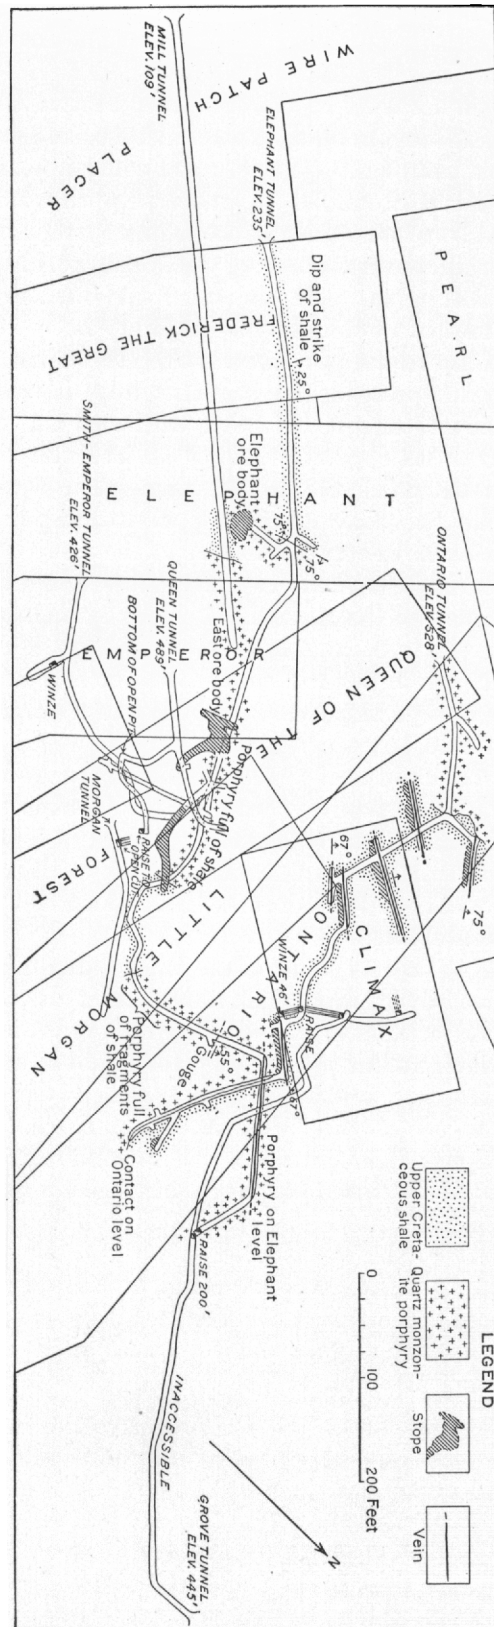 WIRE PATCH
PLACER
MILL TUNNEL
ELEV. 109'
ELEPHANT TUNNEL
ELEV. 235'
PEARL
Dip and strike
of shale
25°
FREDERICK THE GREAT
ELEPHANT
Elephant
ore body
75°
75°
SMITH-EMPEROR TUNNEL
ELEV. 426'
QUEEN TUNNEL
ELEV. 489'
BOTTOM OF OPEN PIT
ONTARIO TUNNEL
ELEV. 528'
EMPEROR
East ore body
QUEEN OF THE
FOREST
WINZE
MORGAN
TUNNEL
RAISE TO
OPEN CUT
Porphyry full of shale
LITTLE
MORGAN
ONTARIO
CLIMAX
67°
75°
WINZE 46'
RAISE
67°
55°
Gouge
Porphyry full
of fragments
of shale
Contact on
Ontario level
Porphyry on Elephant
level
RAISE 200'
INACCESSIBLE
GROVE TUNNEL
ELEV. 445'
N
LEGEND
Upper Creta-
ceous shale
Quartz monzon-
ite porphyry
Stope
Vein
0 100 200 Feet